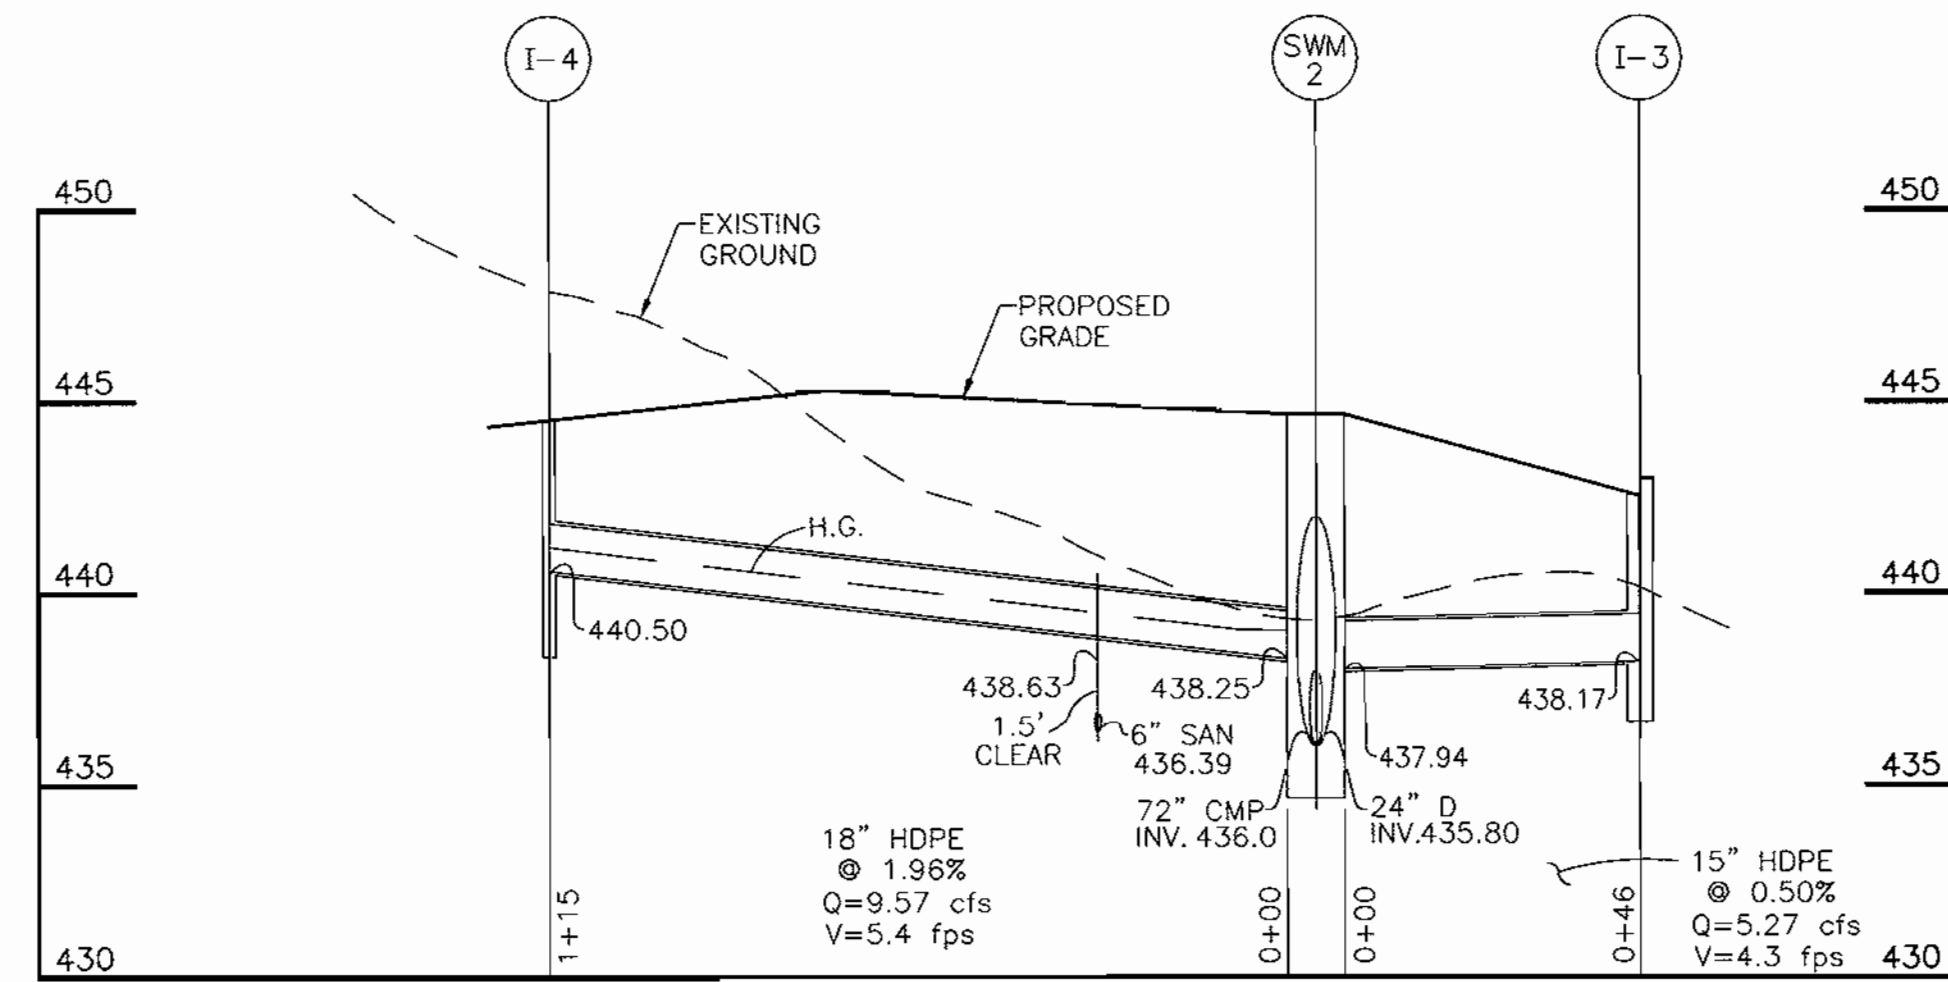 I-4
SWM
2
I-3
450
450
EXISTING
GROUND
PROPOSED
GRADE
445
445
H.G.
440
440
440.50
438.63
438.25
438.17
1.5'
CLEAR
6" SAN
436.39
437.94
435
435
72" CMP
INV. 436.0
24" D
INV.435.80
18" HDPE
@ 1.96%
Q=9.57 cfs
V=5.4 fps
15" HDPE
@ 0.50%
Q=5.27 cfs
V=4.3 fps
1+15
0+00
0+00
0+46
430
430